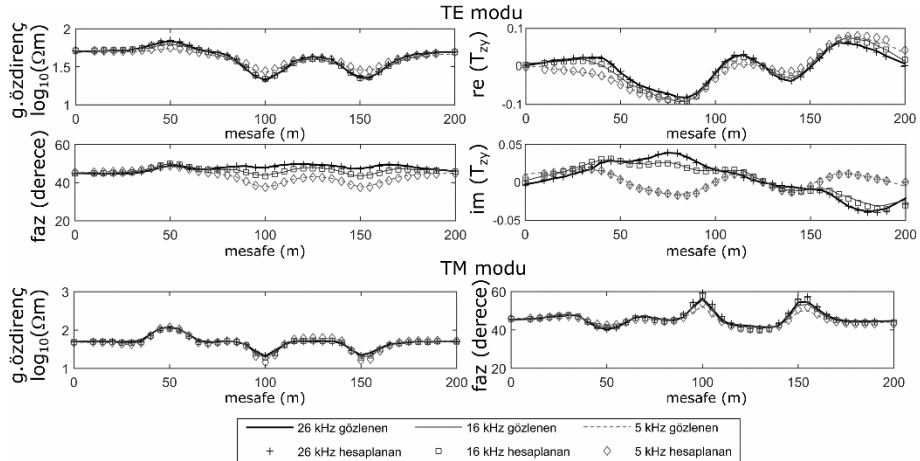 TE modu
g.özdirenç
log10(Ωm)
2
1.5
1
0 50 100 150 200
mesafe (m)
re (Tzy)
0.1
0
-0.1
0 50 100 150 200
mesafe (m)
faz (derece)
60
40
20
0 50 100 150 200
mesafe (m)
im (Tzy)
0.05
0
-0.05
0 50 100 150 200
mesafe (m)
TM modu
g.özdirenç
log10(Ωm)
3
2
1
0 50 100 150 200
mesafe (m)
faz (derece)
60
40
20
0 50 100 150 200
mesafe (m)
26 kHz gözlenen 16 kHz gözlenen 5 kHz gözlenen
26 kHz hesaplanan 16 kHz hesaplanan 5 kHz hesaplanan